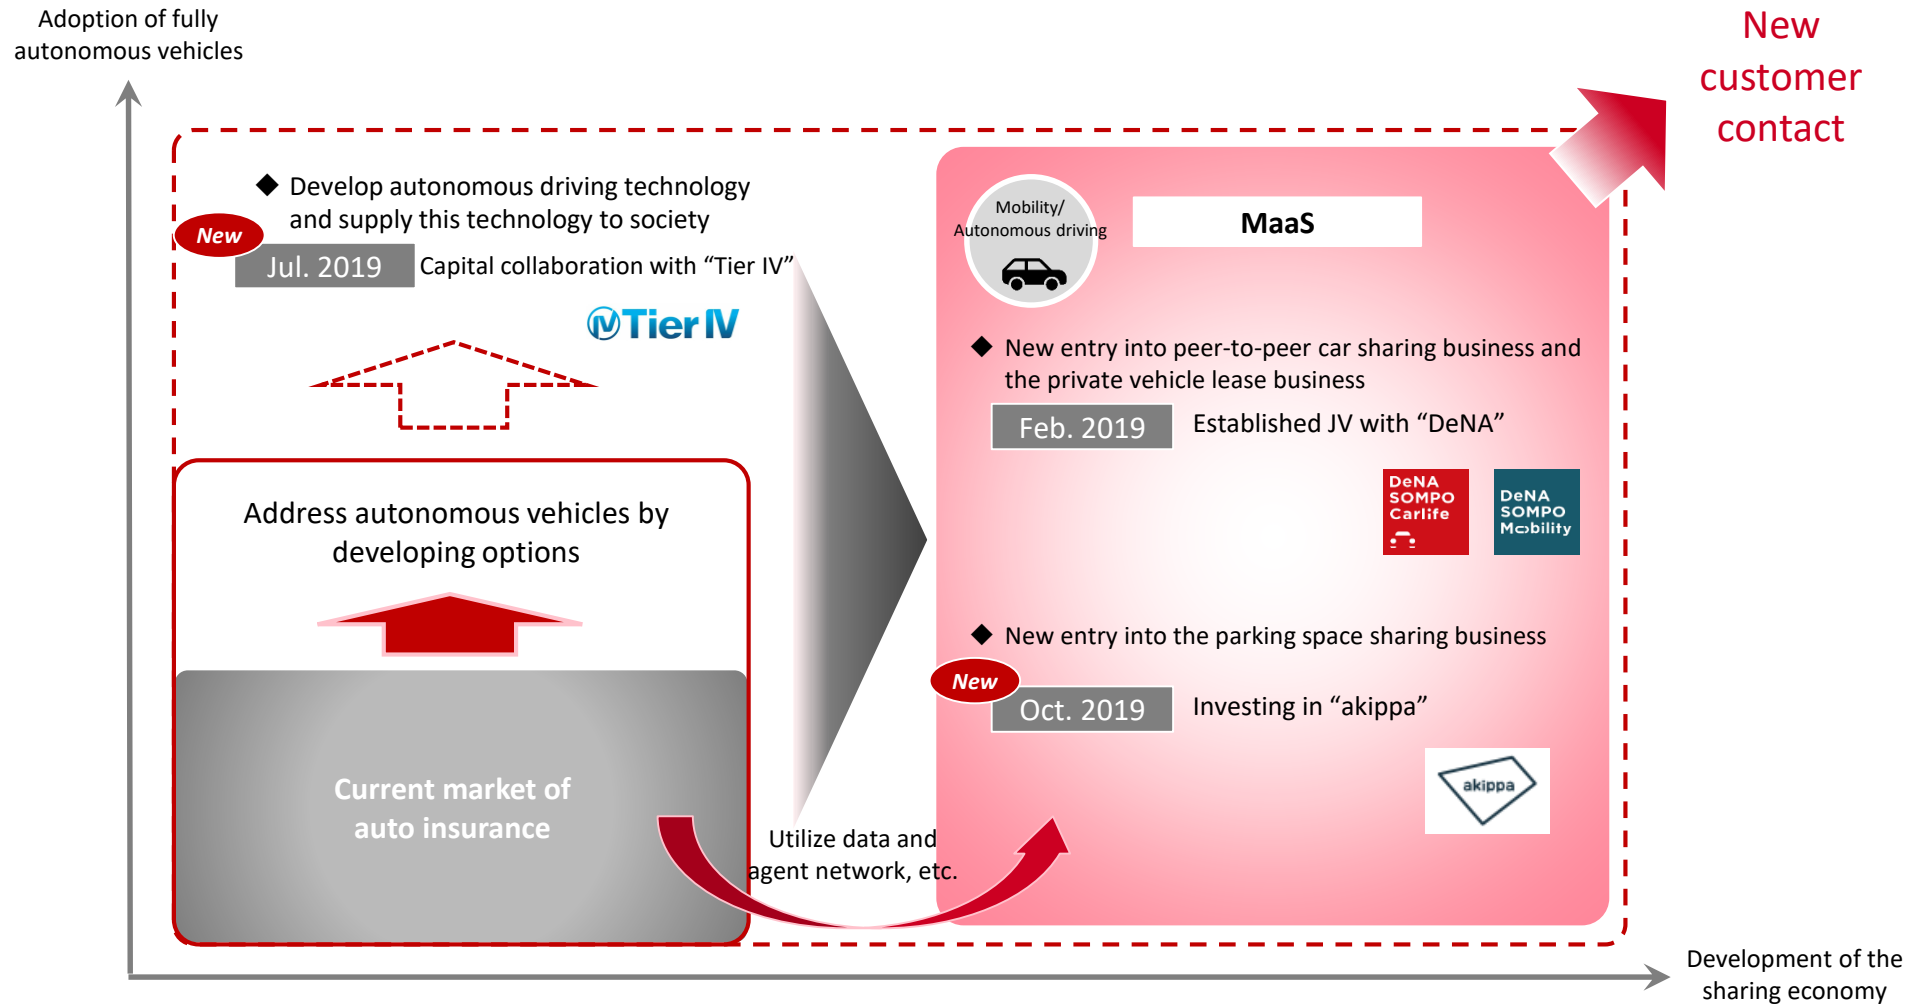 Adoption of fully
autonomous vehicles
New
customer
contact
◆ Develop autonomous driving technology
and supply this technology to society
New
Jul. 2019
Capital collaboration with “Tier IV”
IV Tier IV
Address autonomous vehicles by
developing options
Current market of
auto insurance
Utilize data and
agent network, etc.
Mobility/
Autonomous driving
MaaS
◆ New entry into peer-to-peer car sharing business and
the private vehicle lease business
Feb. 2019
Established JV with “DeNA”
DeNA
SOMPO
Carlife
DeNA
SOMPO
Mobility
◆ New entry into the parking space sharing business
New
Oct. 2019
Investing in “akippa”
akippa
Development of the
sharing economy